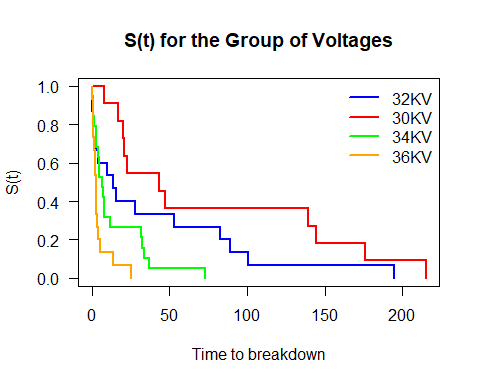 S(t) for the Group of Voltages
S(t)
1.0
0.8
0.6
0.4
0.2
0.0
32KV
30KV
34KV
36KV
0 50 100 150 200
Time to breakdown